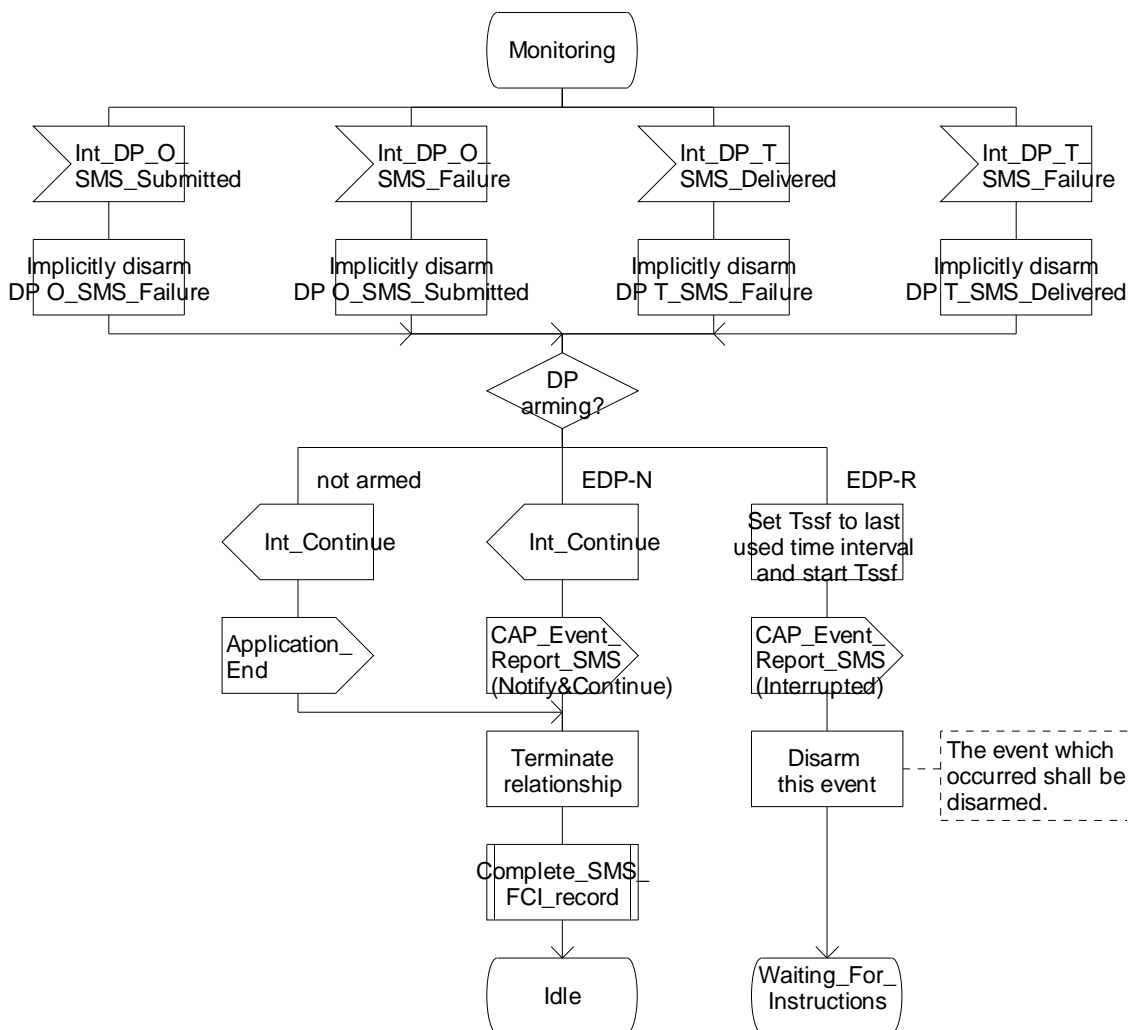 Monitoring
Int_DP_O_
SMS_Submitted
Int_DP_O_
SMS_Failure
Int_DP_T_
SMS_Delivered
Int_DP_T_
SMS_Failure
Implicitly disarm
DP O_SMS_Failure
Implicitly disarm
DP O_SMS_Submitted
Implicitly disarm
DP T_SMS_Failure
Implicitly disarm
DP T_SMS_Delivered
DP
arming?
not armed
EDP-N
EDP-R
Int_Continue
Int_Continue
Set Tssf to last
used time interval
and start Tssf
Application_
End
CAP_Event_
Report_SMS
(Notify&Continue)
CAP_Event_
Report_SMS
(Interrupted)
Terminate
relationship
Disarm
this event
The event which
occurred shall be
disarmed.
Complete_SMS_
FCI_record
Idle
Waiting_For_
Instructions